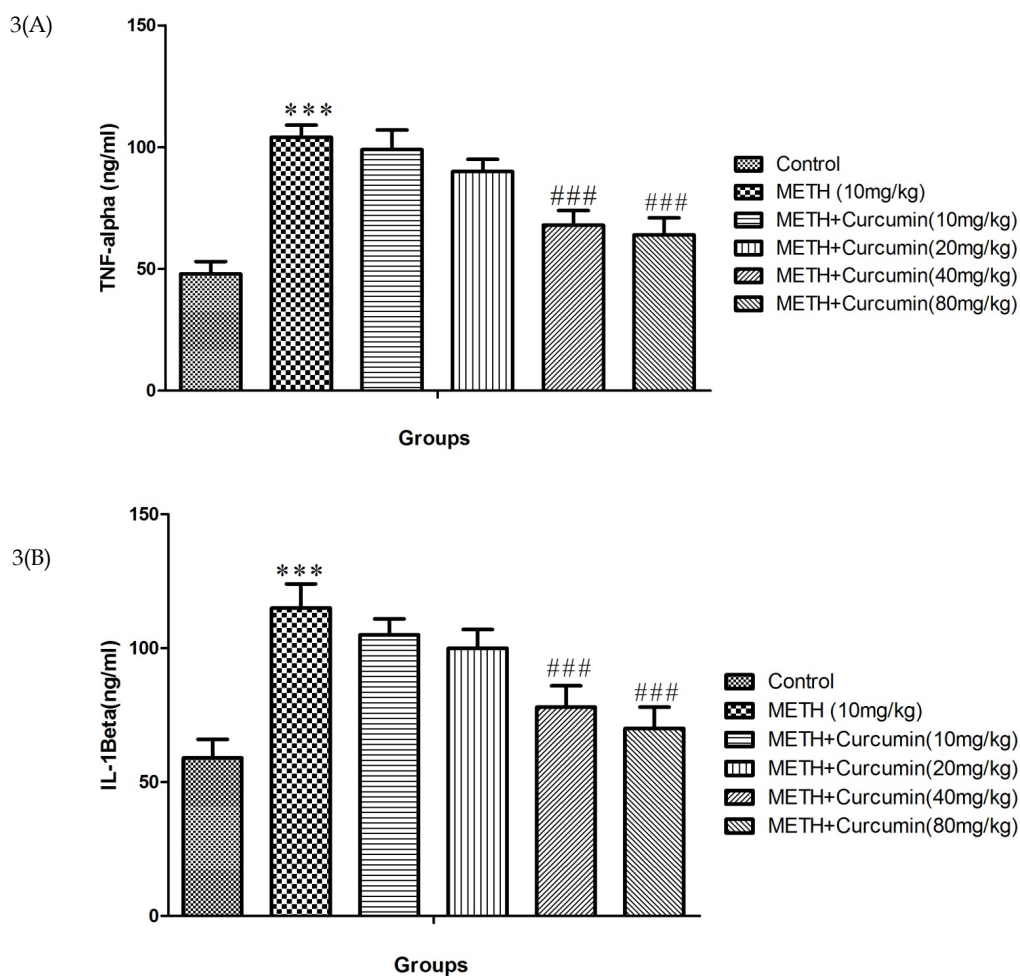 3(A)
150
100
50
0
TNF-alpha (ng/ml)
***
###
###
Groups
Control
METH (10mg/kg)
METH+Curcumin(10mg/kg)
METH+Curcumin(20mg/kg)
METH+Curcumin(40mg/kg)
METH+Curcumin(80mg/kg)
3(B)
150
100
50
0
IL-1Beta(ng/ml)
***
###
###
Groups
Control
METH (10mg/kg)
METH+Curcumin(10mg/kg)
METH+Curcumin(20mg/kg)
METH+Curcumin(40mg/kg)
METH+Curcumin(80mg/kg)